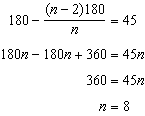 180 − (n − 2)180/n = 45
180n − 180n + 360 = 45n
360 = 45n
n = 8